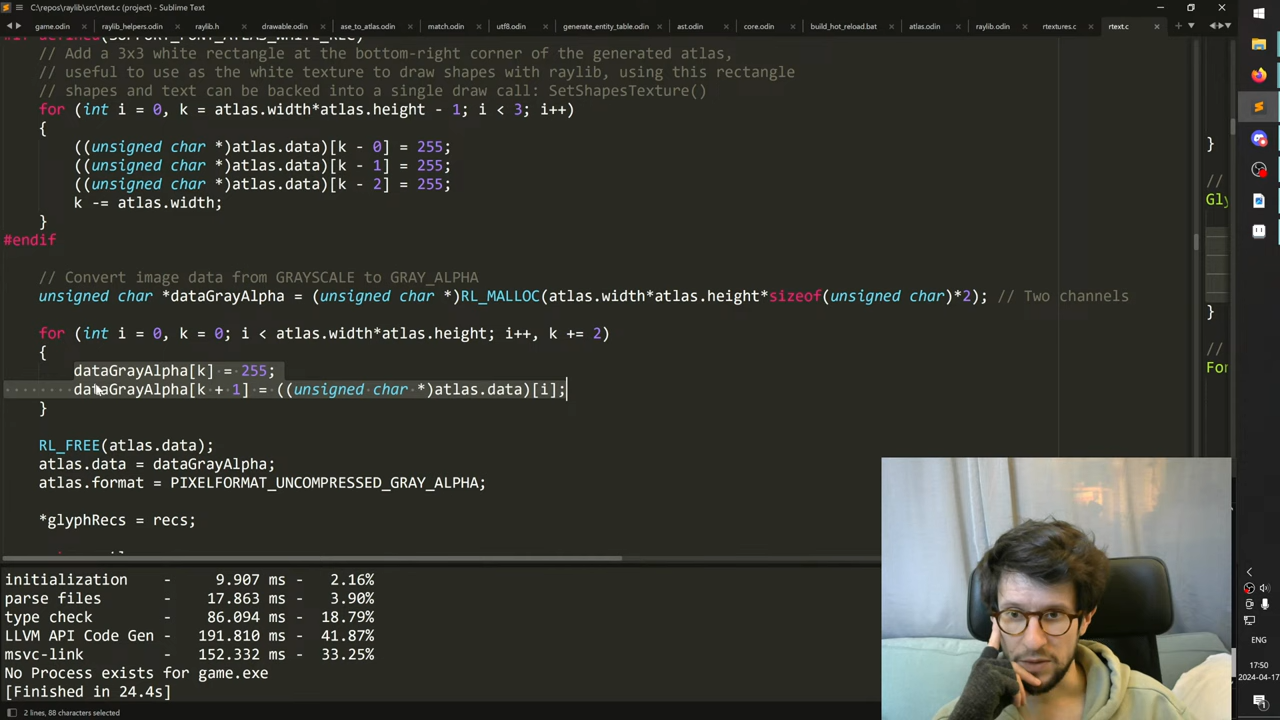 C:\repos\raylib\src\rtext.c (project) - Sublime Text
game.odin
raylib_helpers.odin
raylib.h
drawable.odin
ase_to_atlas.odin
match.odin
utf8.odin
generate_entity_table.odin
ast.odin
core.odin
build_hot_reload.bat
atlas.odin
raylib.odin
rtextures.c
rtext.c
// Add a 3x3 white rectangle at the bottom-right corner of the generated atlas,
// useful to use as the white texture to draw shapes with raylib, using this rectangle
// shapes and text can be backed into a single draw call: SetShapesTexture()
for (int i = 0, k = atlas.width*atlas.height - 1; i < 3; i++)
{
((unsigned char *)atlas.data)[k - 0] = 255;
((unsigned char *)atlas.data)[k - 1] = 255;
((unsigned char *)atlas.data)[k - 2] = 255;
k -= atlas.width;
}
#endif
// Convert image data from GRAYSCALE to GRAY_ALPHA
unsigned char *dataGrayAlpha = (unsigned char *)RL_MALLOC(atlas.width*atlas.height*sizeof(unsigned char)*2); // Two channels
for (int i = 0, k = 0; i < atlas.width*atlas.height; i++, k += 2)
{
dataGrayAlpha[k] = 255;
dataGrayAlpha[k + 1] = ((unsigned char *)atlas.data)[i];
}
RL_FREE(atlas.data);
atlas.data = dataGrayAlpha;
atlas.format = PIXELFORMAT_UNCOMPRESSED_GRAY_ALPHA;
*glyphRecs = recs;
}
//
Gly
}
//
For
initialization - 9.907 ms - 2.16%
parse files - 17.863 ms - 3.90%
type check - 86.094 ms - 18.79%
LLVM API Code Gen - 191.810 ms - 41.87%
msvc-link - 152.332 ms - 33.25%
No Process exists for game.exe
[Finished in 24.4s]
2 lines, 88 characters selected
ENG
17:50
2024-04-17